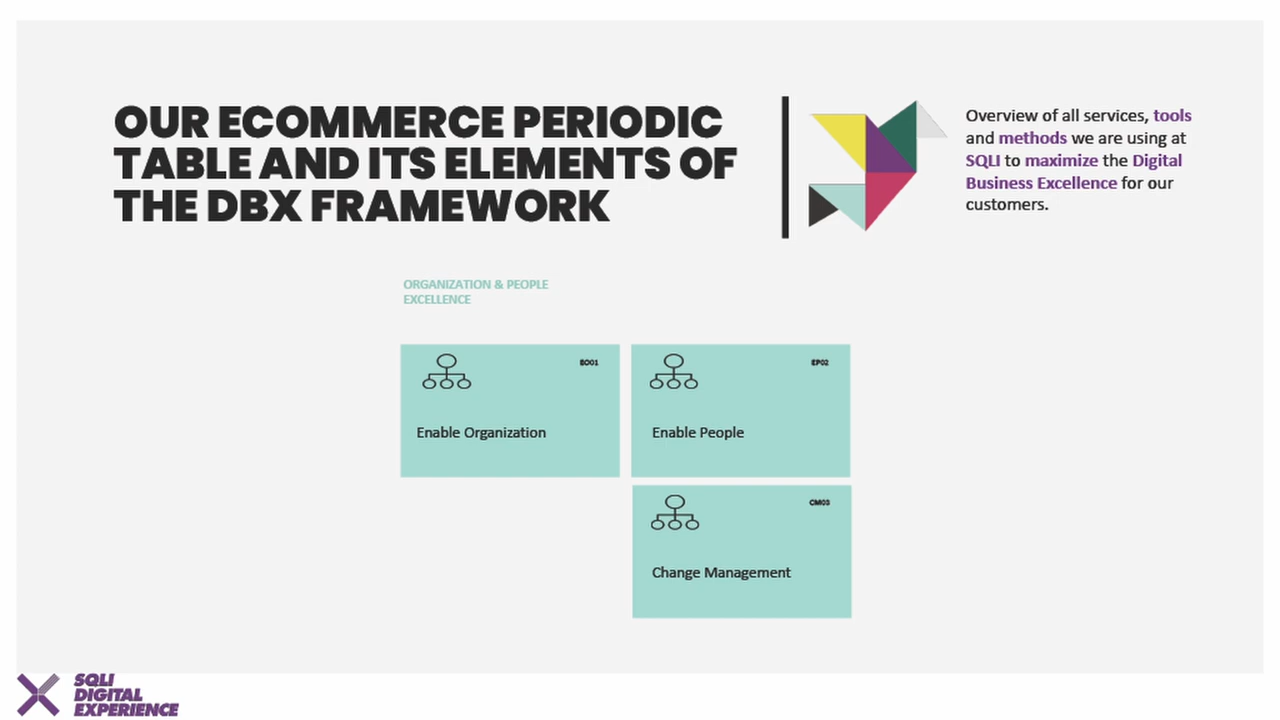 OUR ECOMMERCE PERIODIC
TABLE AND ITS ELEMENTS OF
THE DBX FRAMEWORK
Overview of all services, tools
and methods we are using at
SQLI to maximize the Digital
Business Excellence for our
customers.
ORGANIZATION & PEOPLE
EXCELLENCE
EO01
Enable Organization
EP02
Enable People
CM03
Change Management
SQLI
DIGITAL
EXPERIENCE